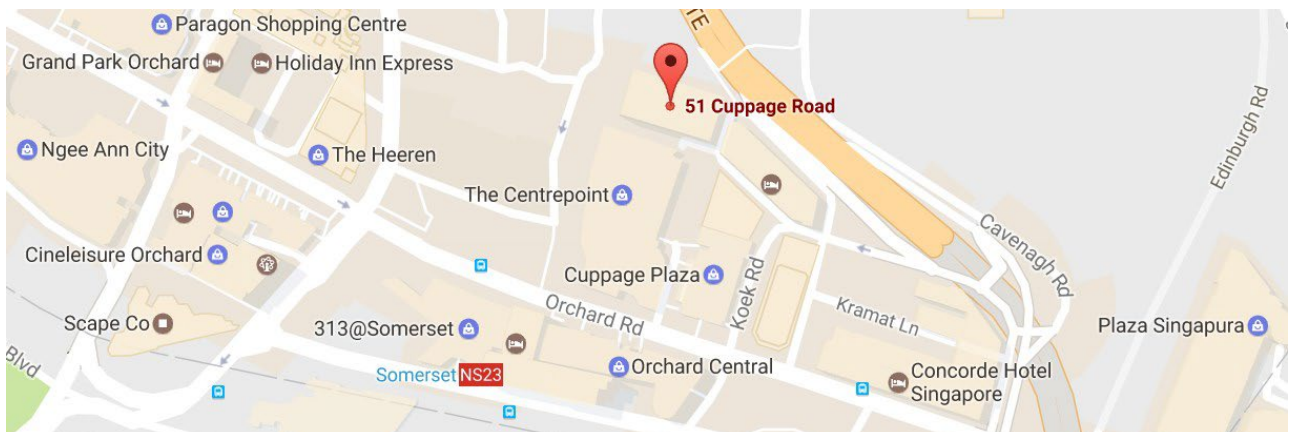 Paragon Shopping Centre
Grand Park Orchard
Holiday Inn Express
TE
51 Cuppage Road
Edinburgh Rd
Ngee Ann City
The Heeren
The Centrepoint
Cavenagh Rd
Cineleisure Orchard
Cuppage Plaza
Koek Rd
Orchard Rd
Kramat Ln
Scape Co
313@Somerset
Plaza Singapura
Blvd
Somerset NS23
Orchard Central
Concorde Hotel
Singapore